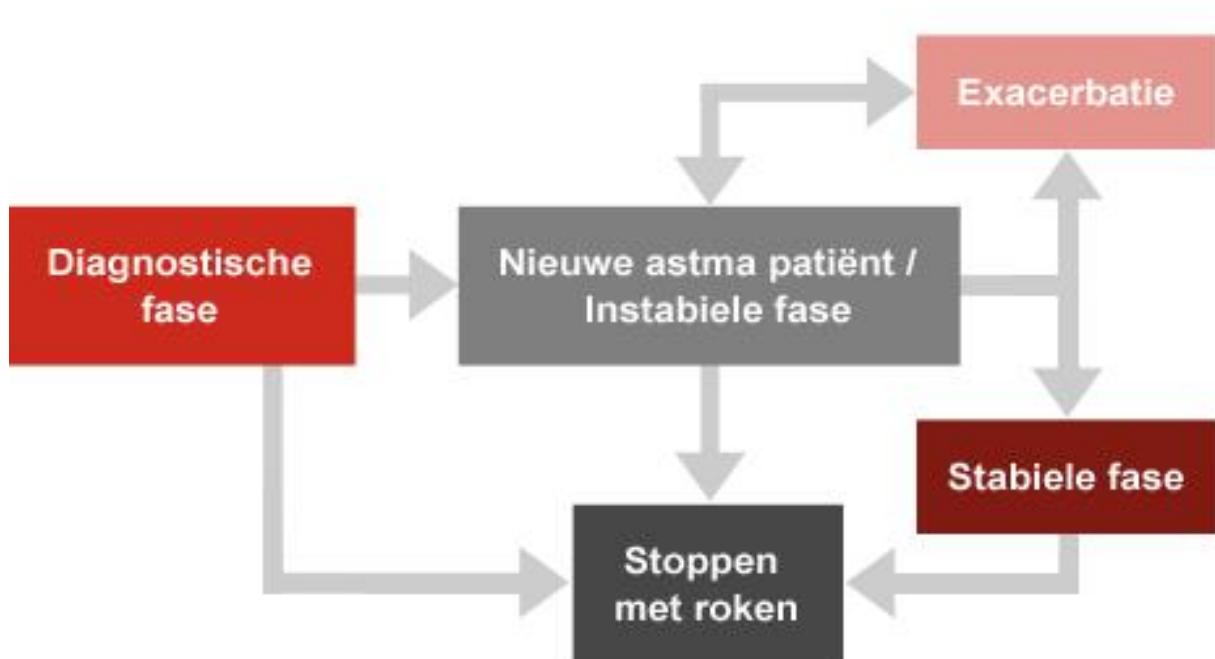 Exacerbatie
Diagnostische
fase
Nieuwe astma patiënt /
Instabiele fase
Stabiele fase
Stoppen
met roken